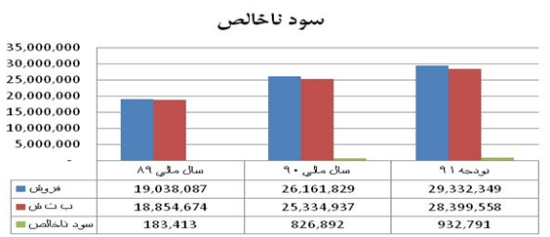 سود ناخالص
35,000,000
30,000,000
25,000,000
20,000,000
15,000,000
10,000,000
5,000,000
-
سال مالی ۸۹ سال مالی ۹۰ بودجه ۹۱
فروش 19,038,087 26,161,829 29,332,349
ب ت ش 18,854,674 25,334,937 28,399,558
سود ناخالص 183,413 826,892 932,791